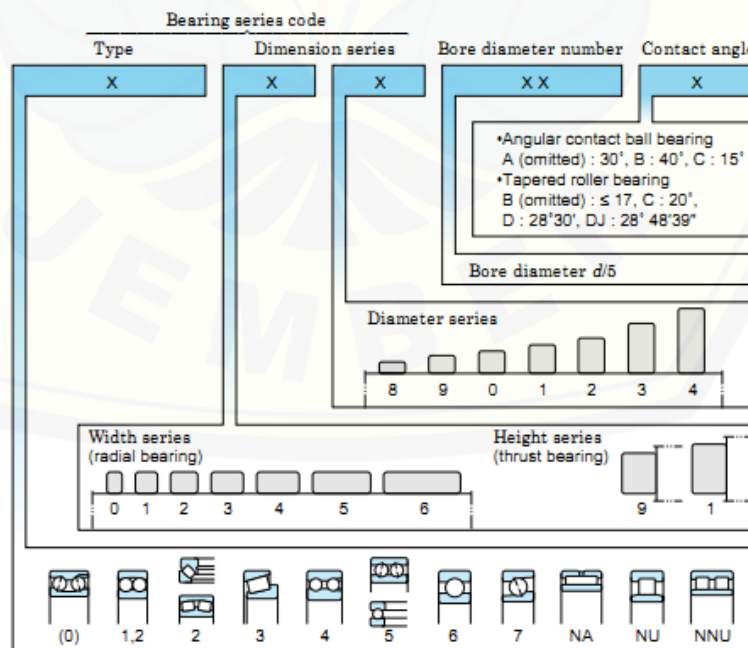 Bearing series code
Type Dimension series Bore diameter number Contact angle
X X X X X X
•Angular contact ball bearing
A (omitted) : 30°, B : 40°, C : 15°
•Tapered roller bearing
B (omitted) : ≤ 17, C : 20°,
D : 28°30', DJ : 28° 48'39"
Bore diameter d/5
Diameter series
8 9 0 1 2 3 4
Width series
(radial bearing)
Height series
(thrust bearing)
0 1 2 3 4 5 6
9 1
(0) 1,2 2 3 4 5 6 7 NA NU NNU
JEMBE